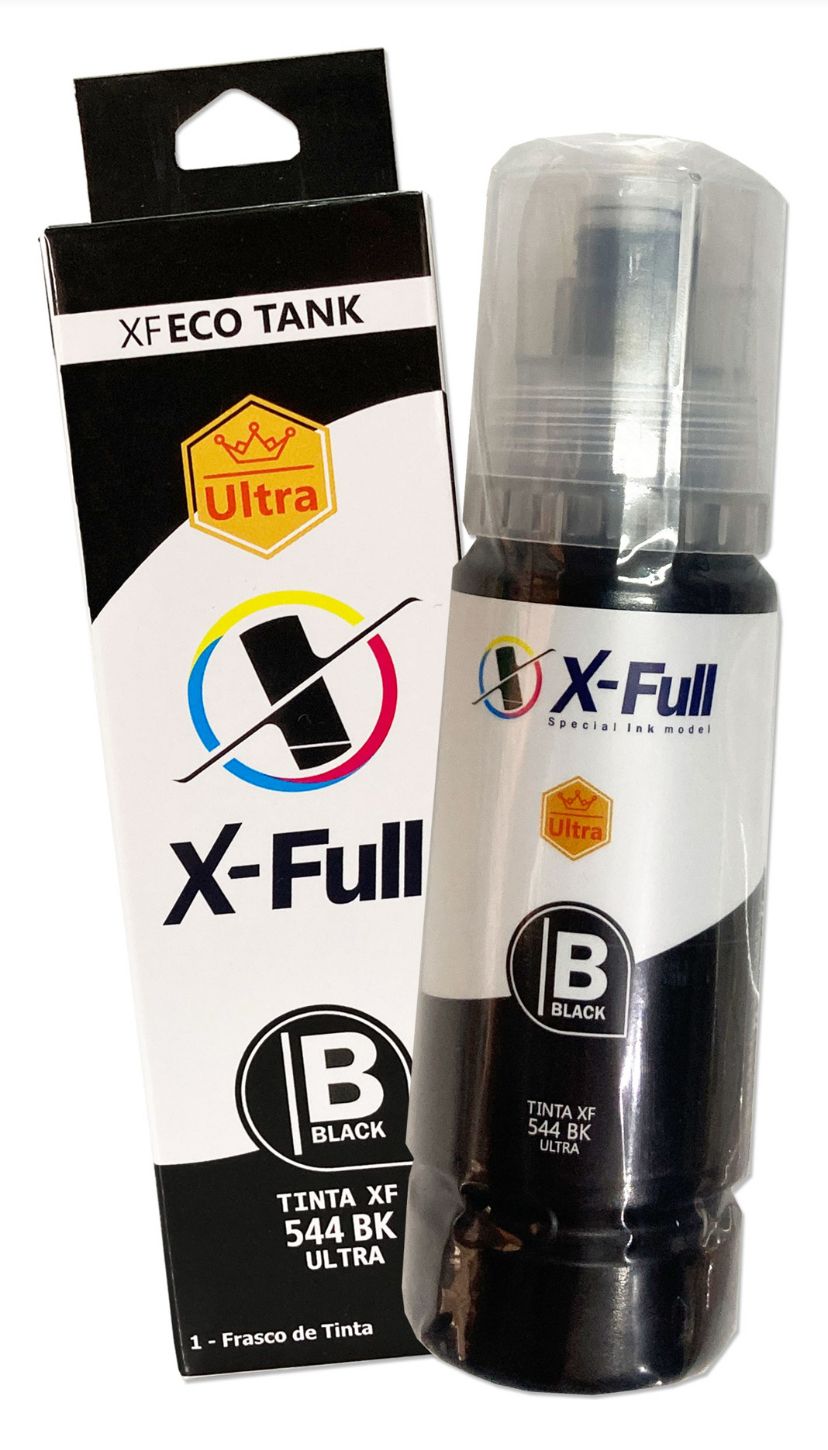 XF ECO TANK
Ultra
X-Full
B
BLACK
TINTA XF
544 BK
ULTRA
1 - Frasco de Tinta
X-Full
Special Ink model
Ultra
B
BLACK
TINTA XF
544 BK
ULTRA